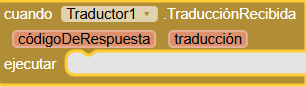 cuando Traductor1 .TraducciónRecibida
códigoDeRespuesta traducción
ejecutar